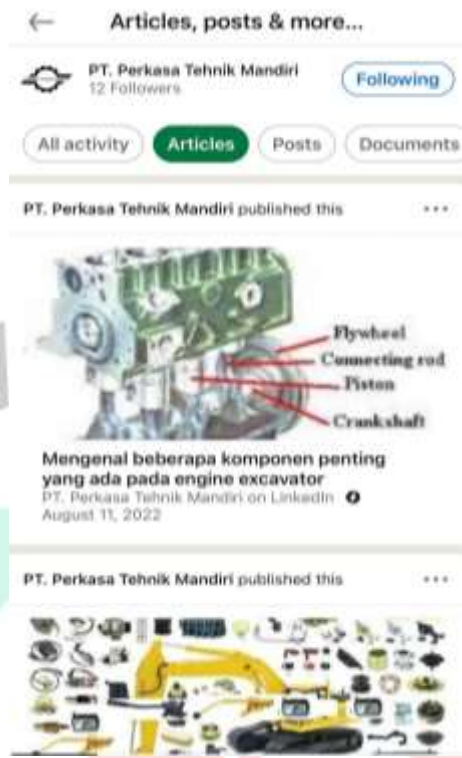 Articles, posts & more...
PT. Perkasa Tehnik Mandiri
12 Followers
Following
All activity
Articles
Posts
Documents
PT. Perkasa Tehnik Mandiri published this
Flywheel
Connecting rod
Piston
Crankshaft
Mengenal beberapa komponen penting
yang ada pada engine excavator
PT. Perkasa Tehnik Mandiri on LinkedIn
August 11, 2022
PT. Perkasa Tehnik Mandiri published this